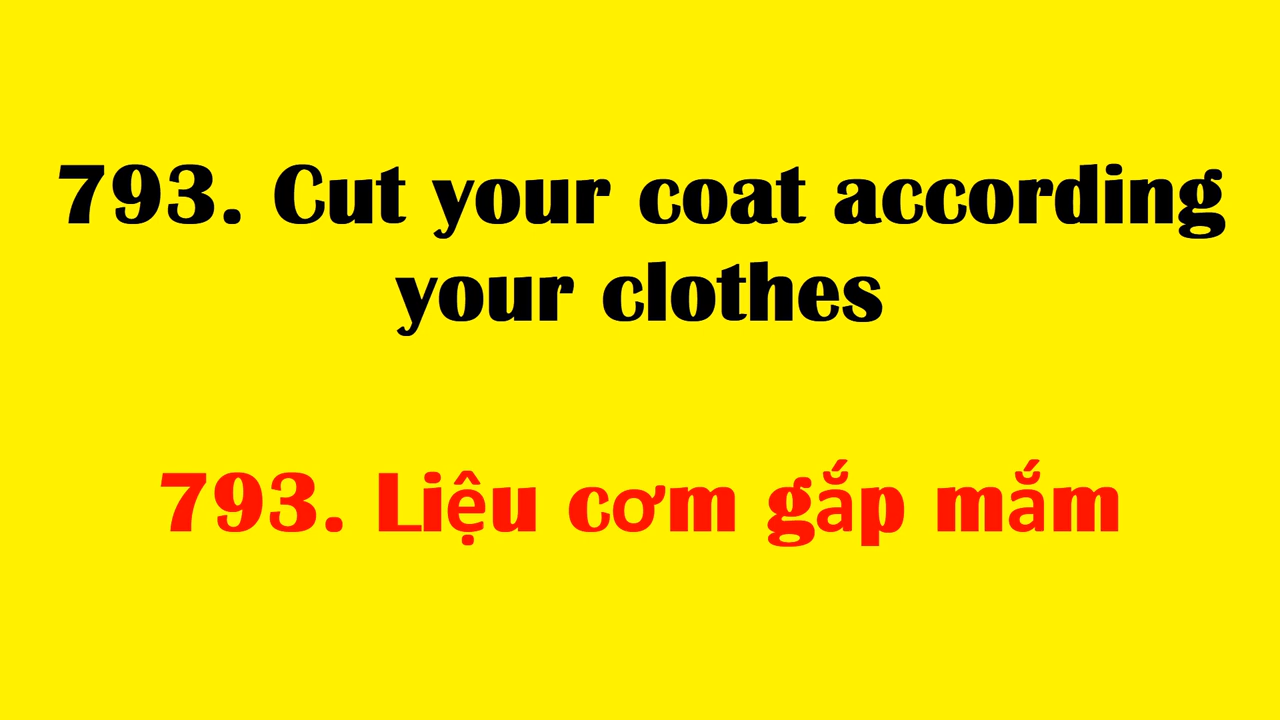 793. Cut your coat according
your clothes
793. Liệu cơm gắp mắm